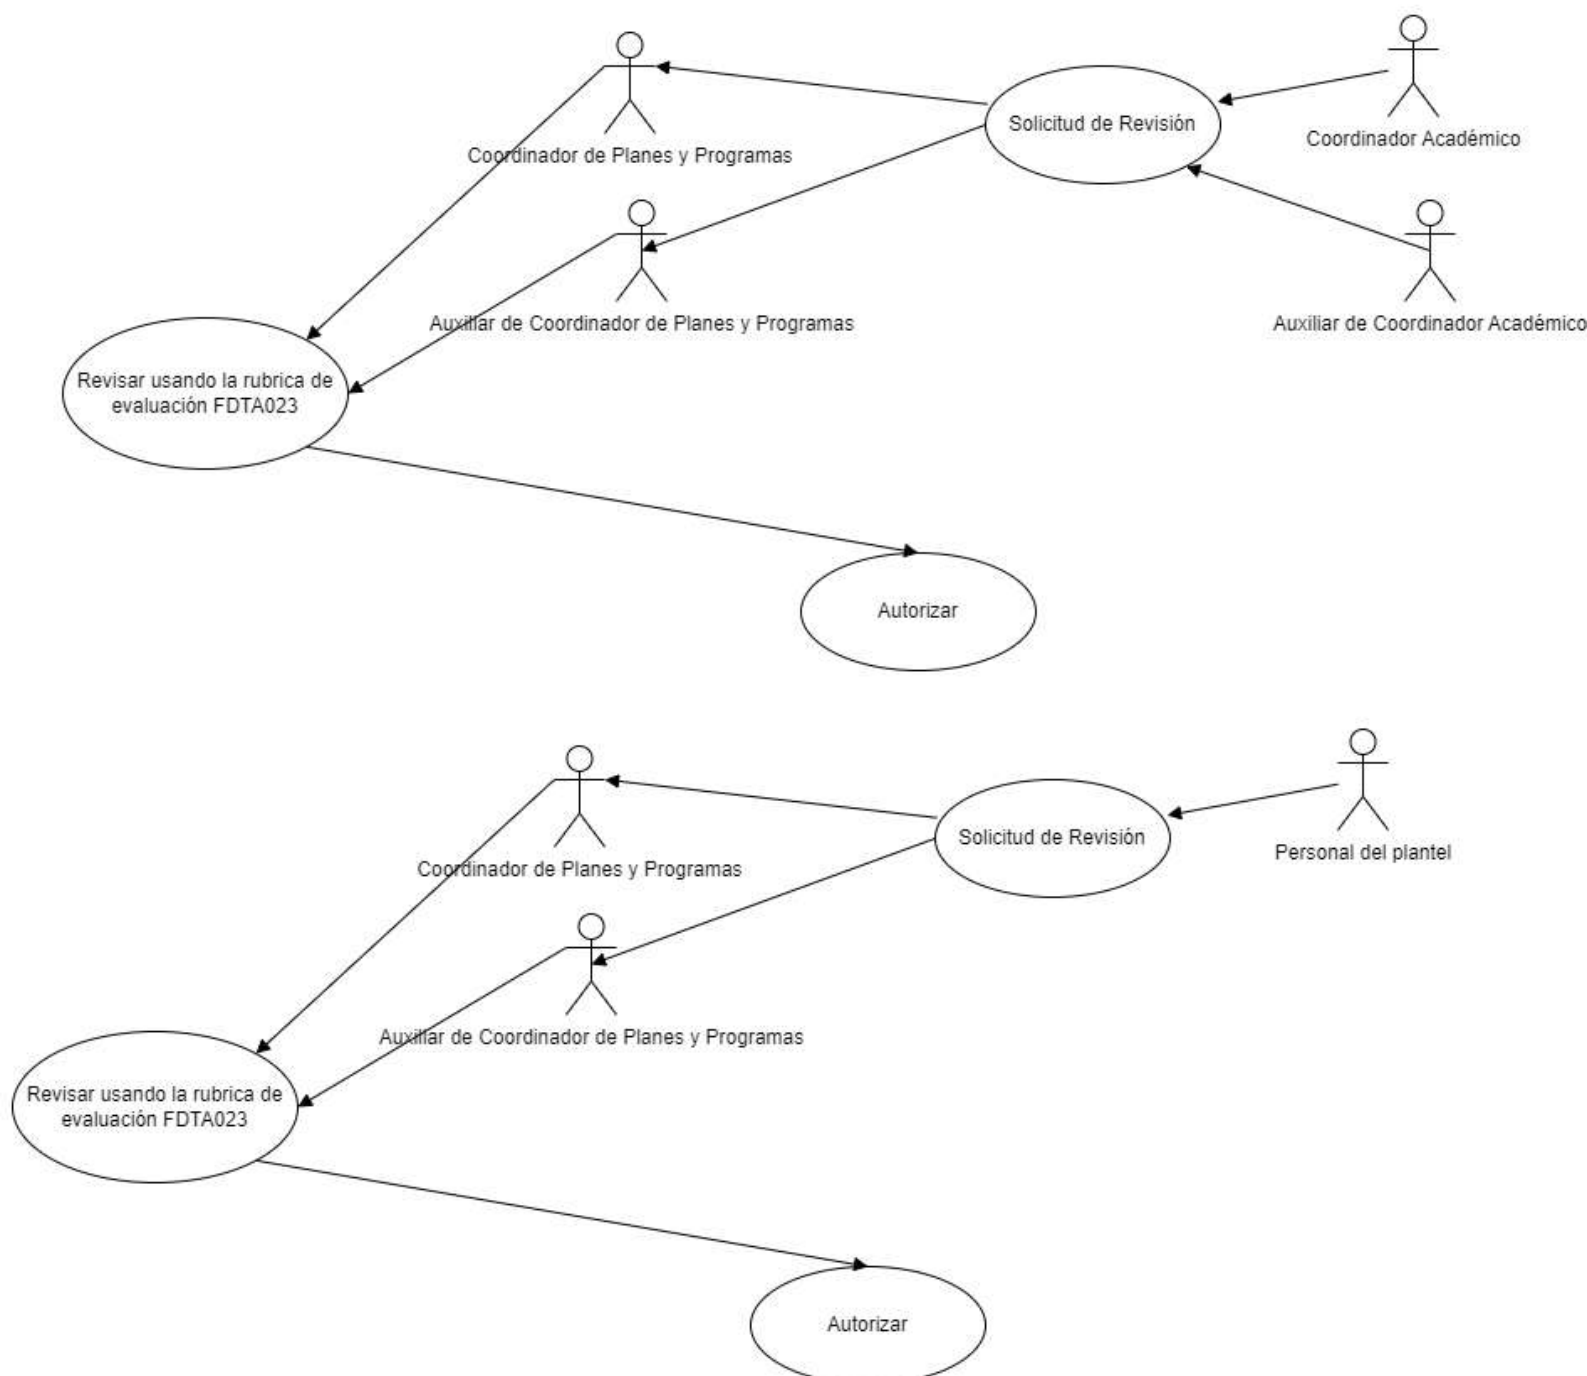 Solicitud de Revisión
Coordinador Académico
Coordinador de Planes y Programas
Auxiliar de Coordinador de Planes y Programas
Auxiliar de Coordinador Académico
Revisar usando la rubrica de
evaluación FDTA023
Autorizar
Solicitud de Revisión
Personal del plantel
Coordinador de Planes y Programas
Auxiliar de Coordinador de Planes y Programas
Revisar usando la rubrica de
evaluación FDTA023
Autorizar